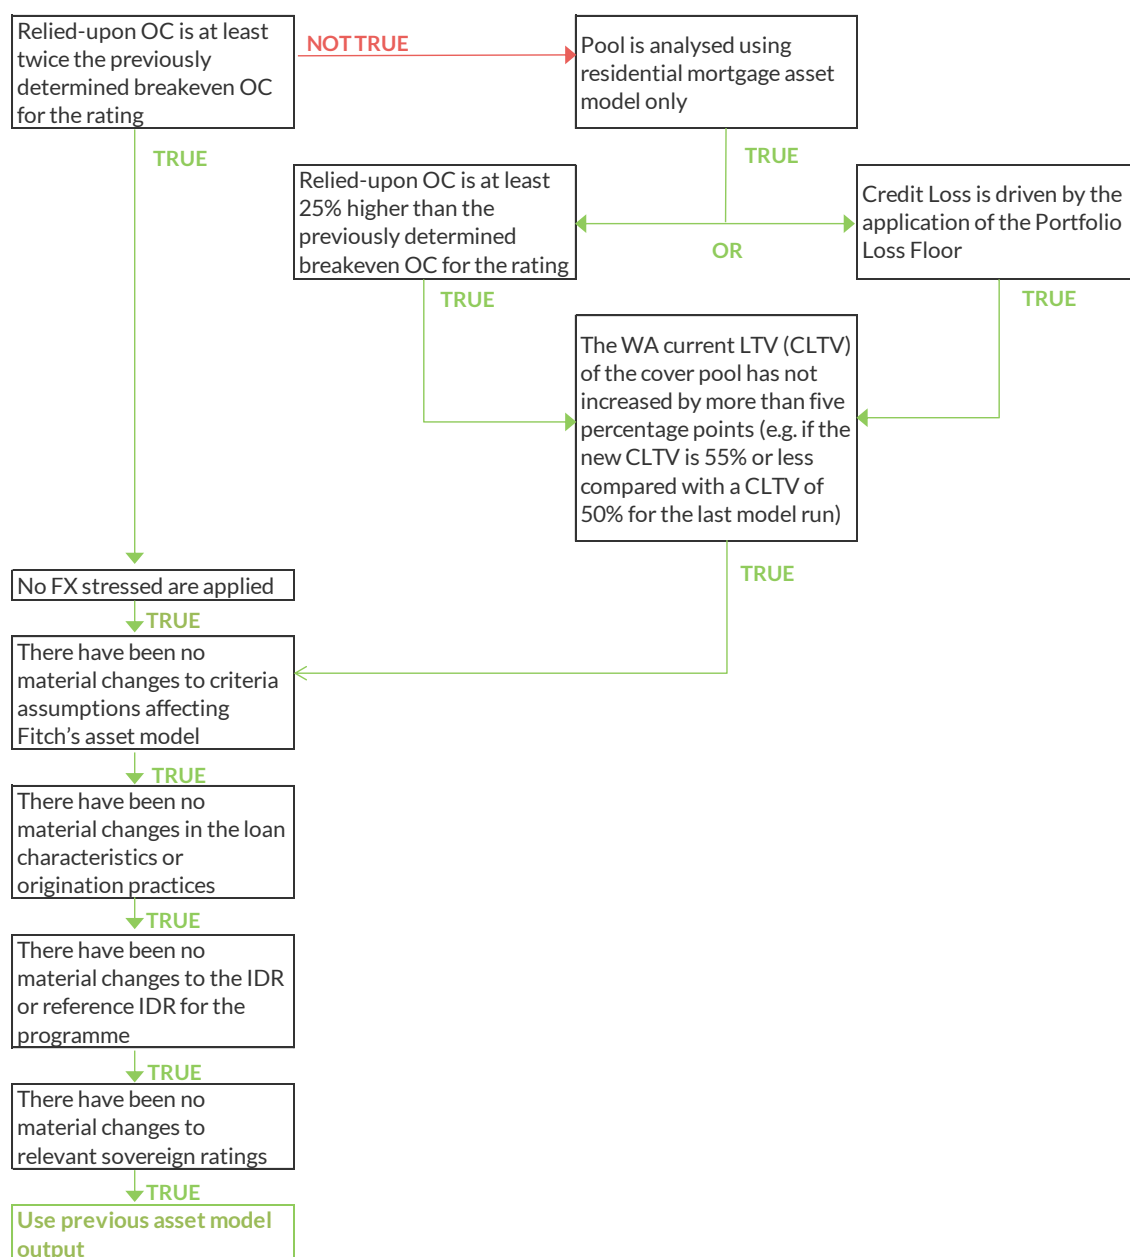 Relied-upon OC is at least
twice the previously
determined breakeven OC
for the rating
NOT TRUE
Pool is analysed using
residential mortgage asset
model only
TRUE
TRUE
Relied-upon OC is at least
25% higher than the
previously determined
breakeven OC for the rating
OR
Credit Loss is driven by the
application of the Portfolio
Loss Floor
TRUE
TRUE
The WA current LTV (CLTV)
of the cover pool has not
increased by more than five
percentage points (e.g. if the
new CLTV is 55% or less
compared with a CLTV of
50% for the last model run)
TRUE
No FX stressed are applied
TRUE
There have been no
material changes to criteria
assumptions affecting
Fitch’s asset model
TRUE
There have been no
material changes in the loan
characteristics or
origination practices
TRUE
There have been no
material changes to the IDR
or reference IDR for the
programme
TRUE
There have been no
material changes to
relevant sovereign ratings
TRUE
Use previous asset model
output